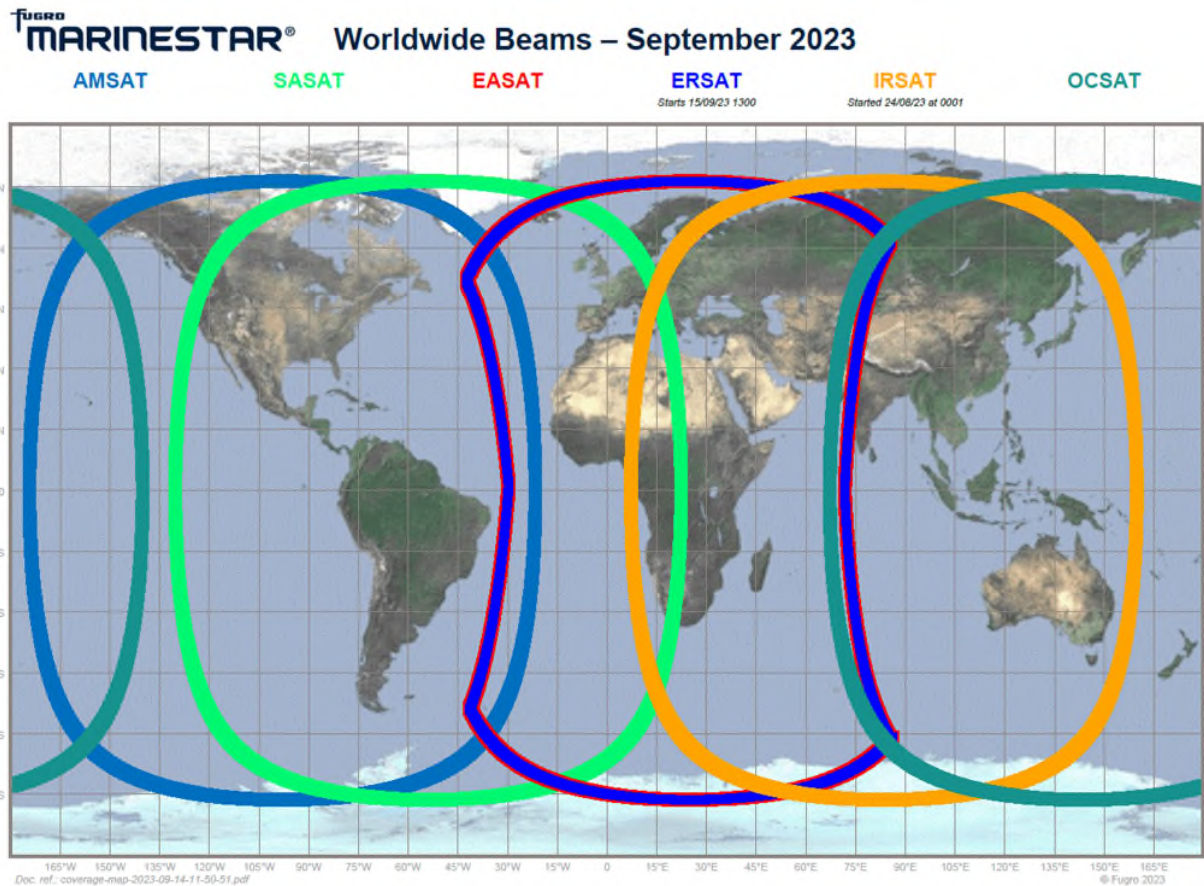 FUGRO
MARINESTAR® Worldwide Beams – September 2023
AMSAT SASAT EASAT ERSAT IRSAT OCSAT
Starts 15/09/23 1300 Started 24/08/23 at 0001
N
N
N
N
N
0
S
S
S
S
S
165°W 150°W 135°W 120°W 105°W 90°W 75°W 60°W 45°W 30°W 15°W 0 15°E 30°E 45°E 60°E 75°E 90°E 105°E 120°E 135°E 150°E 165°E
Doc. ref.: coverage-map-2023-09-14-11-50-51.pdf © Fugro 2023